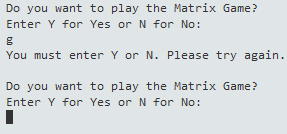 Do you want to play the Matrix Game?
Enter Y for Yes or N for No:
g
You must enter Y or N. Please try again.
Do you want to play the Matrix Game?
Enter Y for Yes or N for No: